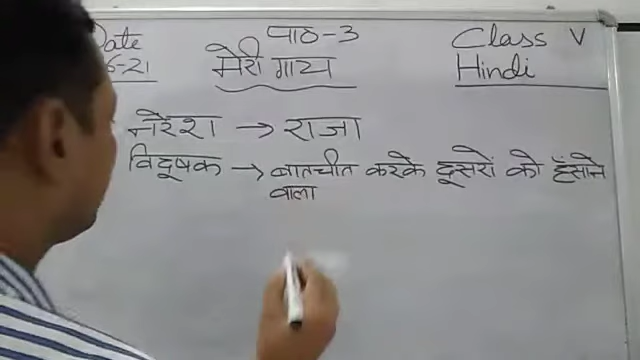 Date
पाठ-3
Class V
6-21
मेरी गाय
Hindi
नरेश → राजा
विदूषक → बातचीत करके दूसरों को हँसाने
वाला